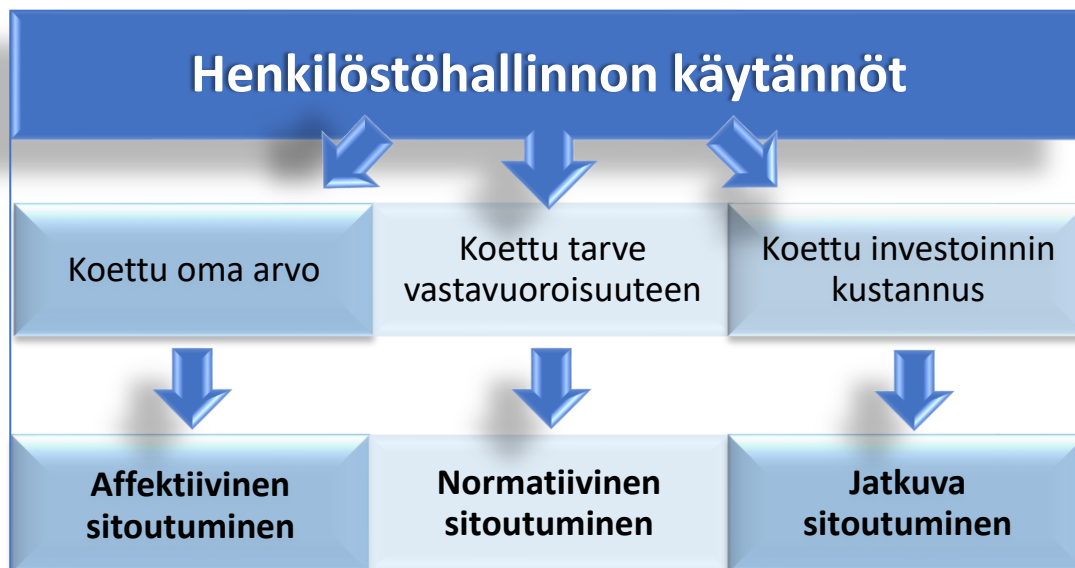 Henkilöstöhallinnon käytännöt
Koettu oma arvo
Koettu tarve
vastavuoroisuuteen
Koettu investoinnin
kustannus
Affektiivinen
sitoutuminen
Normatiivinen
sitoutuminen
Jatkuva
sitoutuminen